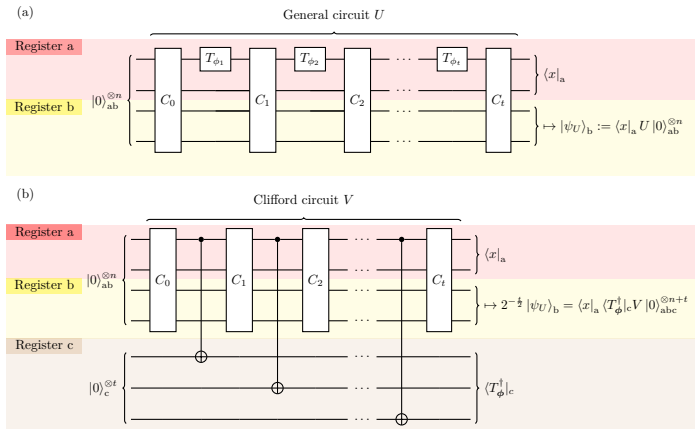 (a)
General circuit U
Register a
T_{ϕ_1} T_{ϕ_2} ⋯ T_{ϕ_t}
⟨x|_a
Register b
|0⟩_{ab}^{⊗n}
C_0 C_1 C_2 ⋯ C_t
⋯
↦ |ψ_U⟩_b := ⟨x|_a U |0⟩_{ab}^{⊗n}
⋯
(b)
Clifford circuit V
Register a
⋯
⟨x|_a
Register b
|0⟩_{ab}^{⊗n}
C_0 C_1 C_2 ⋯ C_t
⋯
↦ 2^{-\frac{t}{2}} |ψ_U⟩_b = ⟨x|_a ⟨T_ϕ^†|_c V |0⟩_{abc}^{⊗n+t}
⋯
Register c
⋯
|0⟩_c^{⊗t}
⋯
⟨T_ϕ^†|_c
⋯